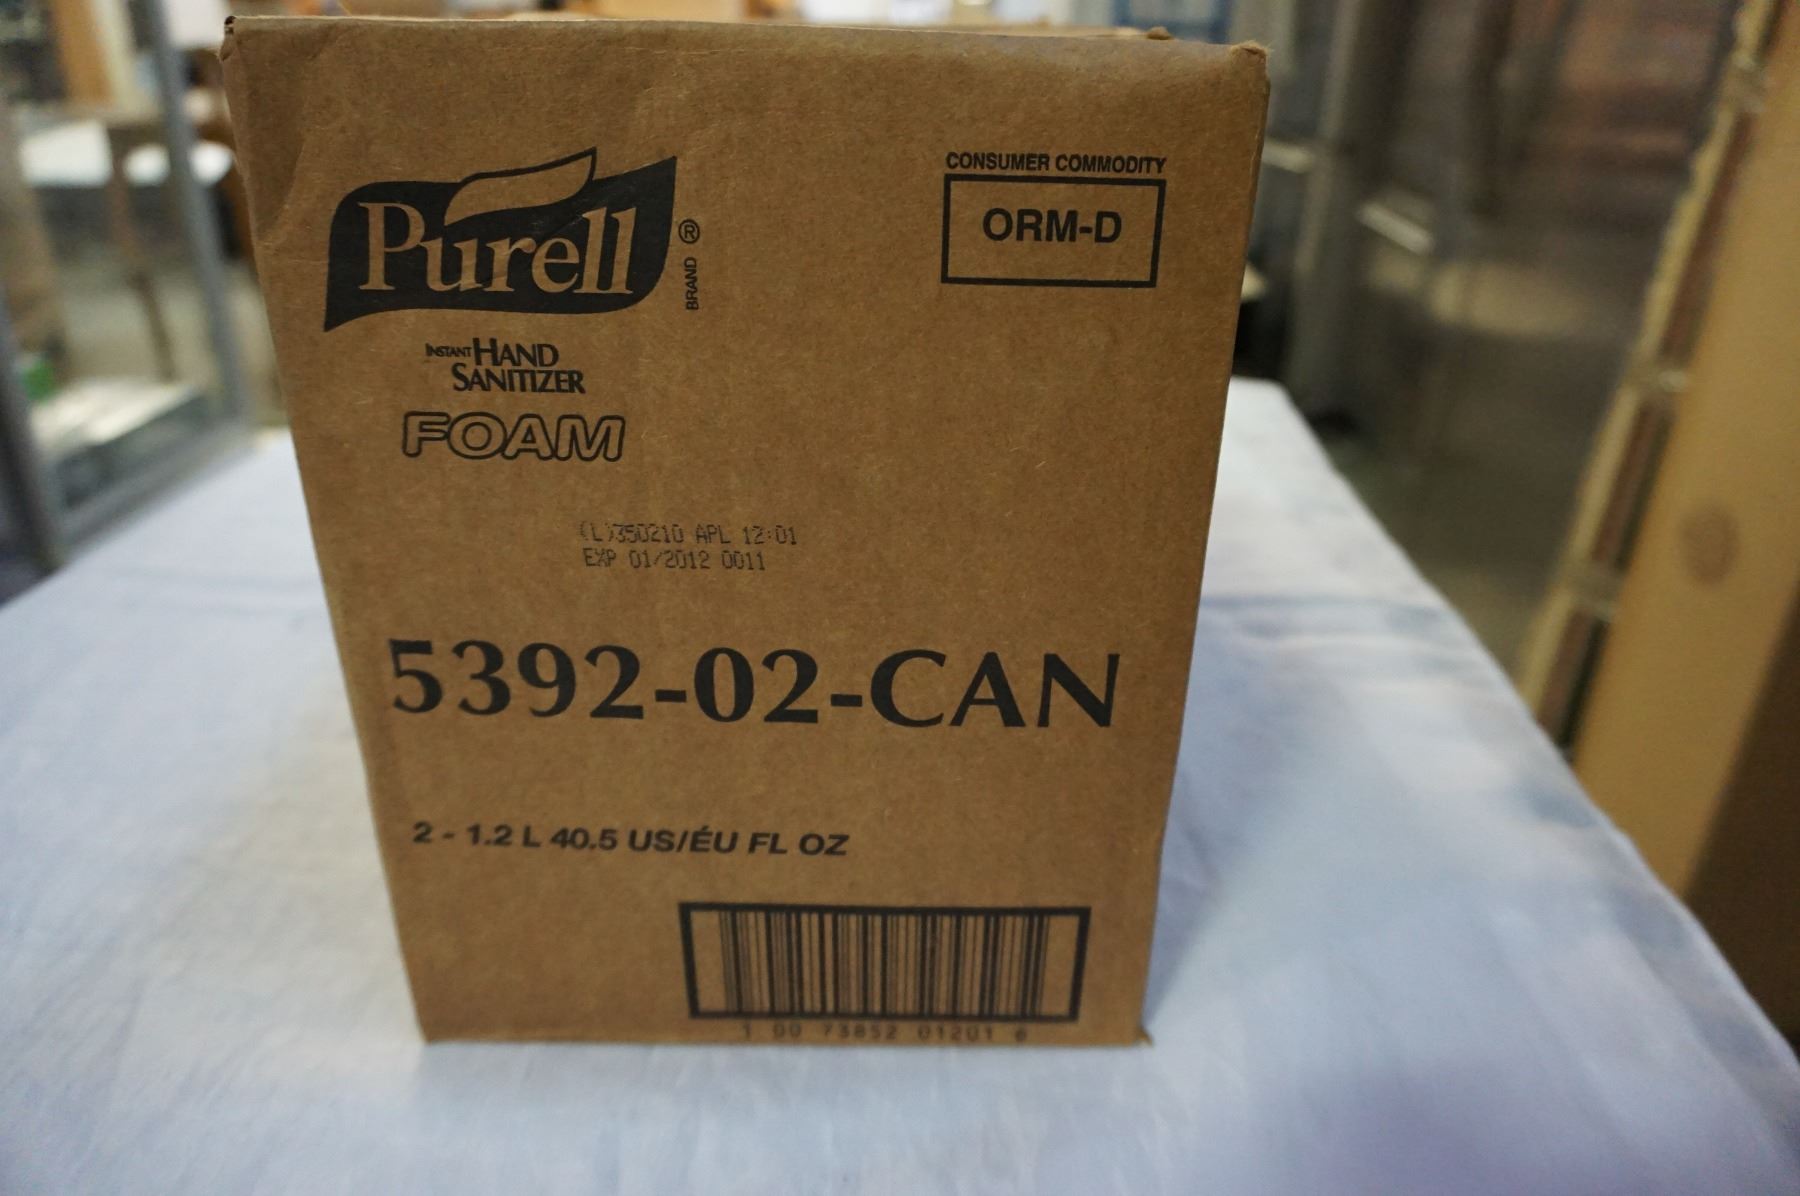 Purell
BRAND ®
CONSUMER COMMODITY
ORM-D
INSTANT HAND
SANITIZER
FOAM
(L)350210 APL 12:01
EXP 01/2012 0011
5392-02-CAN
2 - 1.2 L 40.5 US/ÉU FL OZ
1 00 73852 01201 6